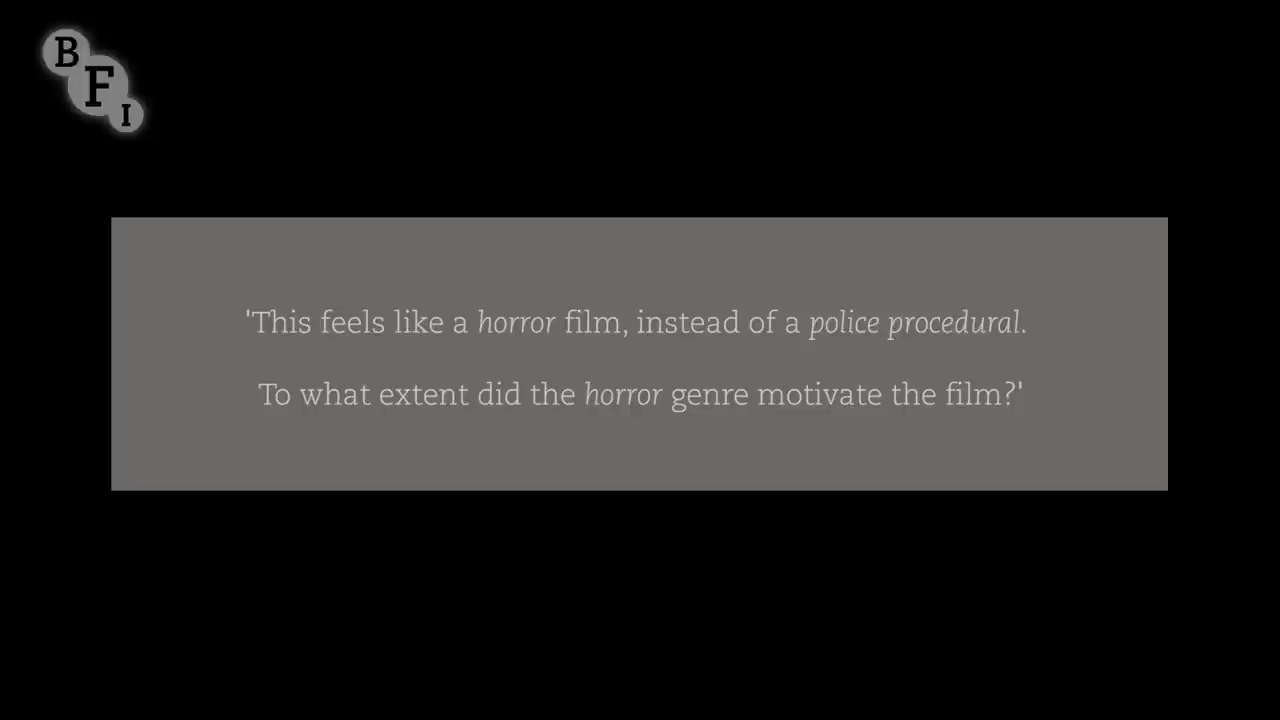 BFI
'This feels like a horror film, instead of a police procedural.
To what extent did the horror genre motivate the film?'